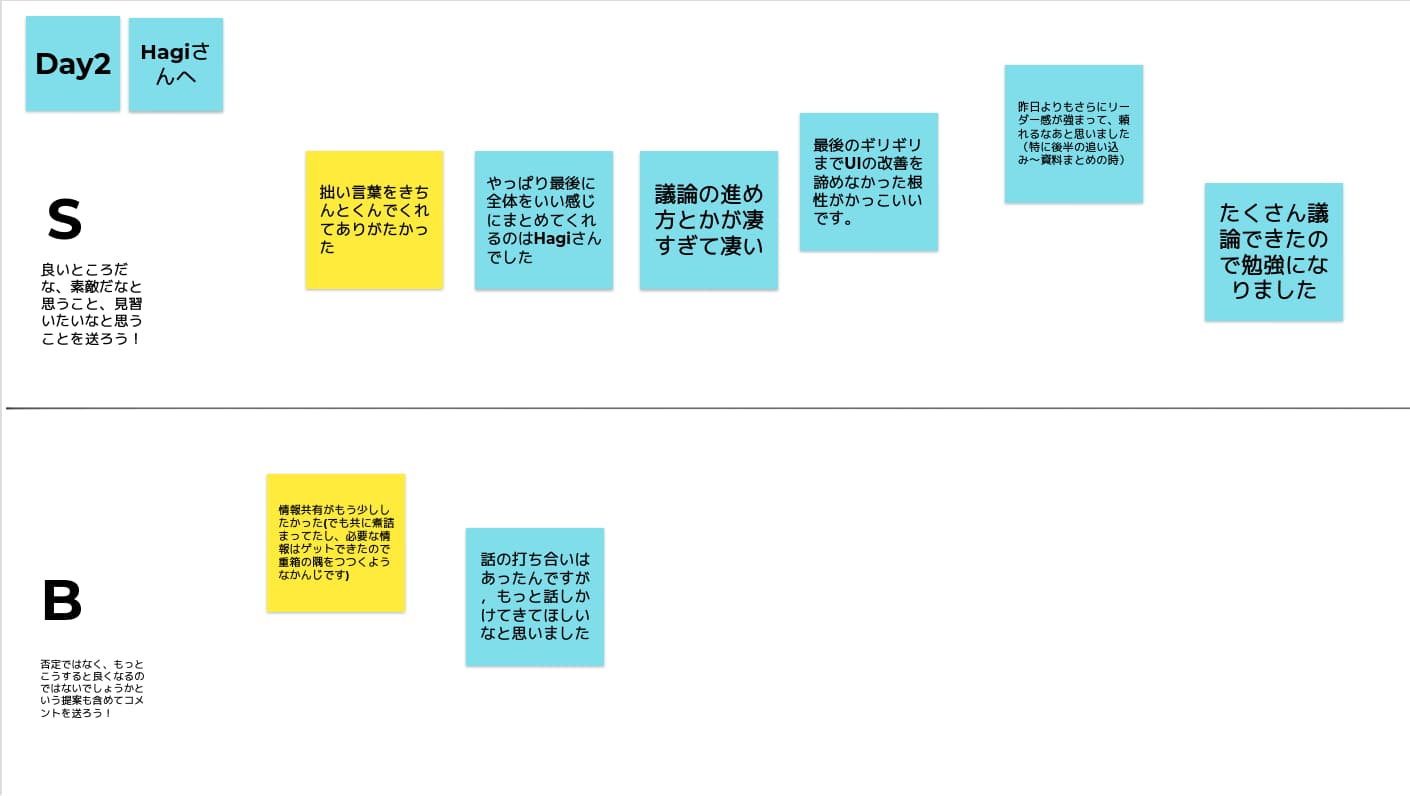 Day2
Hagiさ
んへ
S
良いところだ
な、素敵だなと
思うこと、見習
いたいなと思う
ことを送ろう！
拙い言葉をきち
んとくんでくれ
てありがたかっ
た
やっぱり最後に
全体をいい感じ
にまとめてくれ
るのはHagiさん
でした
議論の進め
方とかが凄
すぎて凄い
最後のギリギリ
までUIの改善を
諦めなかった根
性がかっこいい
です。
昨日よりもさらにリー
ダー感が強まって、頼
れるなあと思いました
（特に後半の追い込
み〜資料まとめの時）
たくさん議
論できたの
で勉強にな
りました
B
否定ではなく、もっと
こうすると良くなるの
ではないでしょうかと
いう提案も含めてコメ
ントを送ろう！
情報共有がもう少しし
たかった(でも共に煮詰
まってたし、必要な情
報はゲットできたので
重箱の隅をつつくよう
なかんじです)
話の打ち合いは
あったんですが
，もっと話しか
けてきてほしい
なと思いました